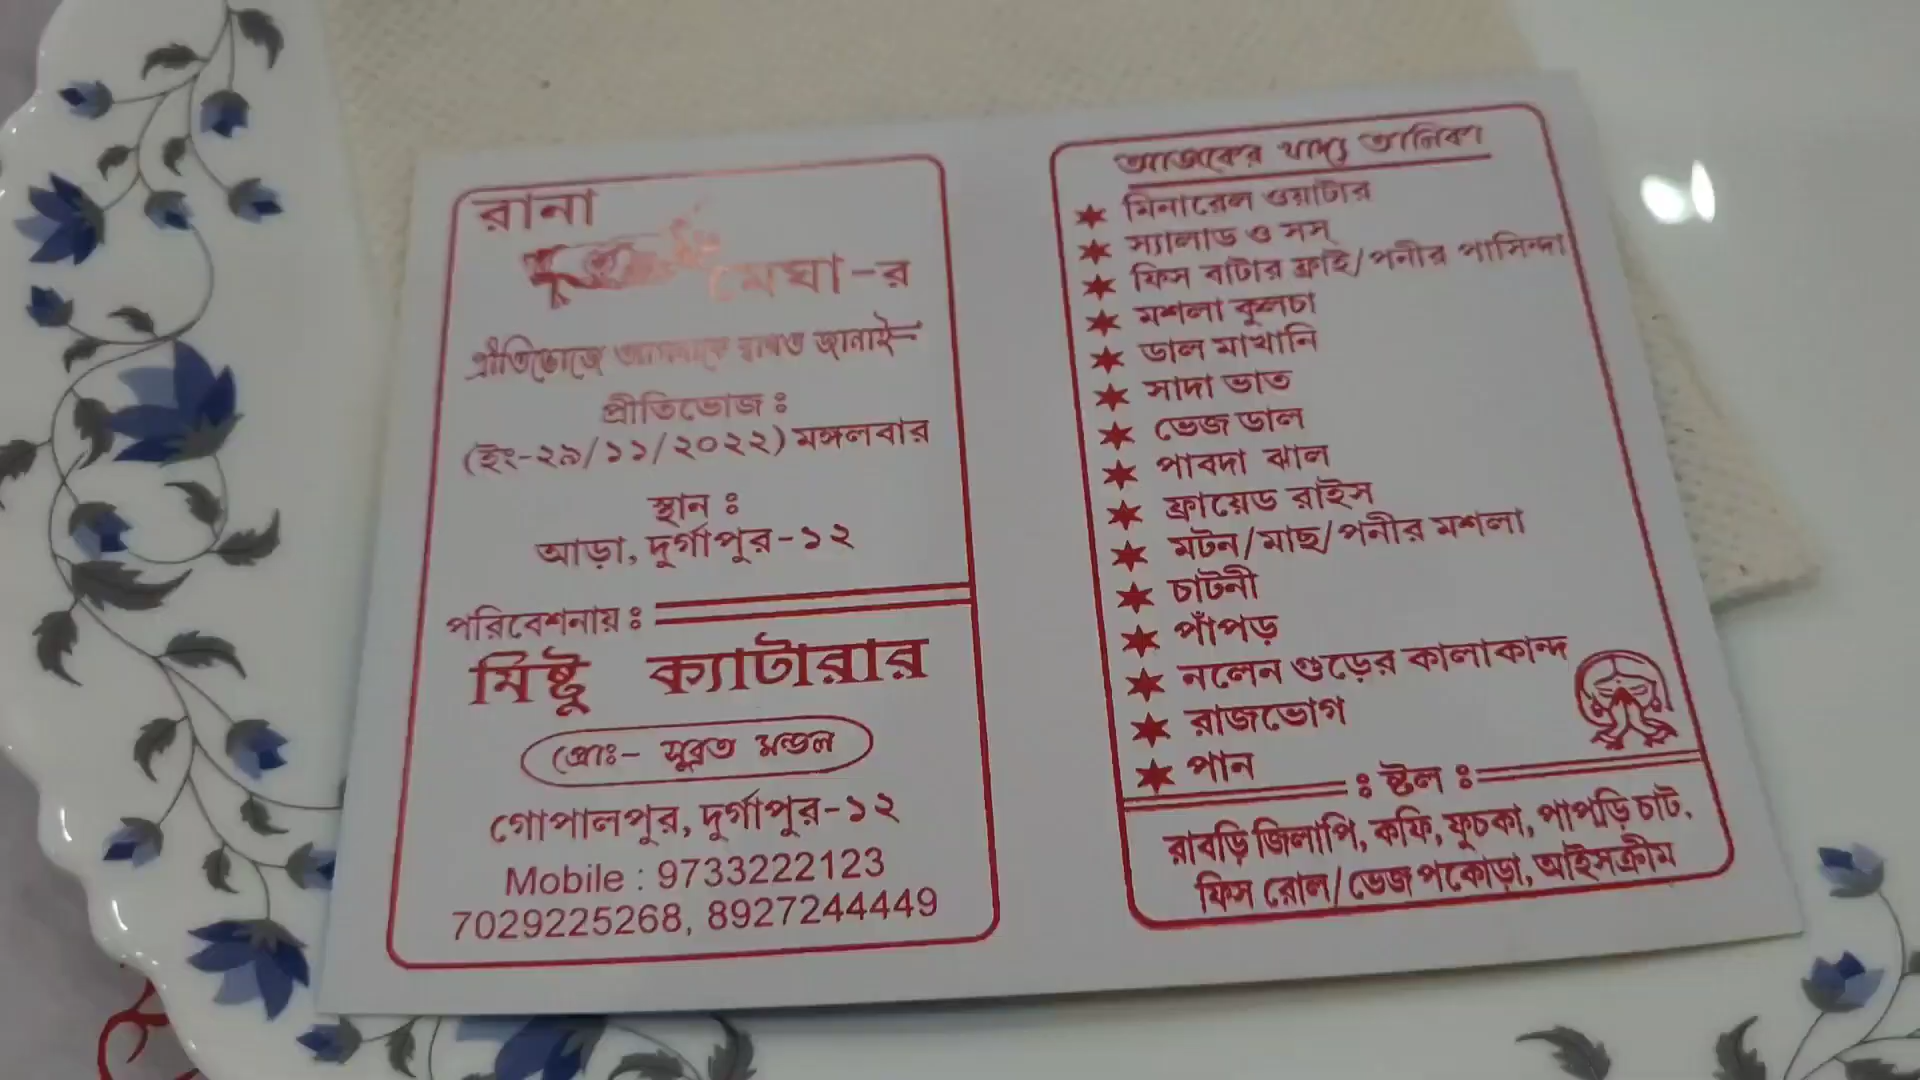 রানা
মেঘা-র
প্রীতিভোজে আপনাকে স্বাগত জানাই
প্রীতিভোজ ঃ
(ইং-২৯/১১/২০২২) মঙ্গলবার
স্থান ঃ
আড়া, দুর্গাপুর-১২
পরিবেশনায় ঃ
মিষ্টু ক্যাটারার
প্রোঃ- সুব্রত মন্ডল
গোপালপুর, দুর্গাপুর-১২
Mobile : 9733222123
7029225268, 8927244449
আজকের খাদ্য তালিকা
মিনারেল ওয়াটার
স্যালাড ও সস্
ফিস বাটার ফ্রাই/পনীর পাসিন্দা
মশলা কুলচা
ডাল মাখানি
সাদা ভাত
ভেজ ডাল
পাবদা ঝাল
ফ্রায়েড রাইস
মটন/মাছ/পনীর মশলা
চাটনী
পাঁপড়
নলেন গুড়ের কালাকান্দ
রাজভোগ
পান
ঃ ষ্টল ঃ
রাবড়ি জিলাপি, কফি, ফুচকা, পাপড়ি চাট,
ফিস রোল/ভেজ পকোড়া, আইসক্রীম